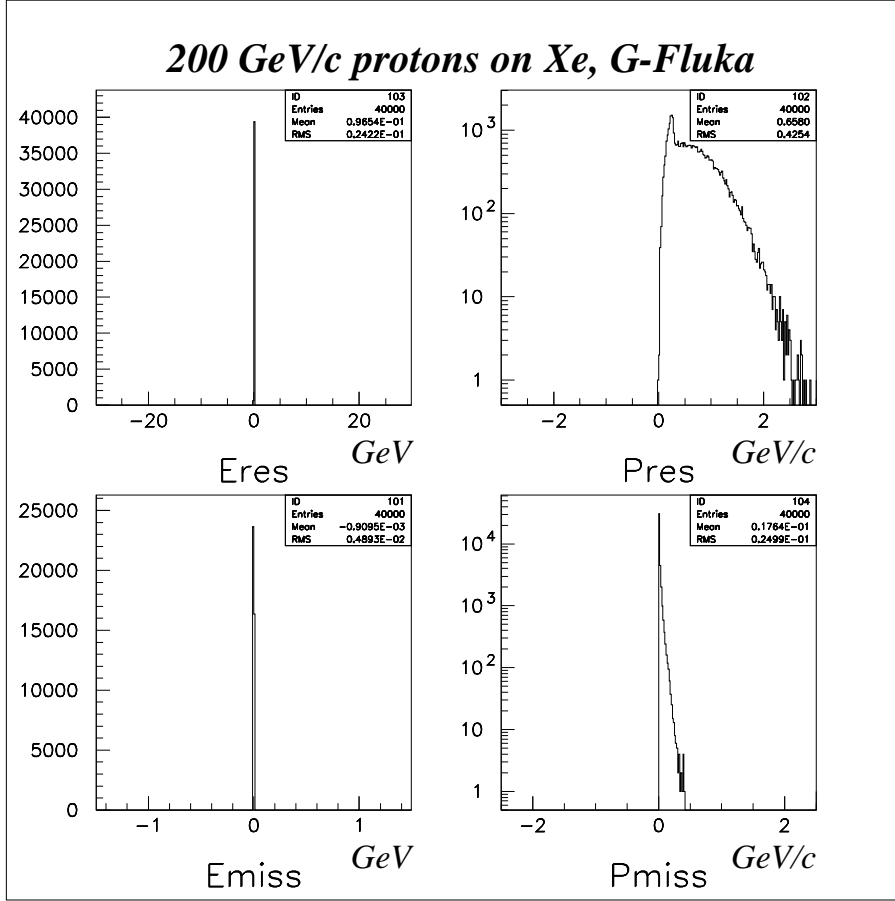 200 GeV/c protons on Xe, G-Fluka
ID 103
Entries 40000
Mean 0.9654E-01
RMS 0.2422E-01
40000
35000
30000
25000
20000
15000
10000
5000
0
-20 0 20
GeV
Eres
ID 102
Entries 40000
Mean 0.6580
RMS 0.4254
10^3
10^2
10
1
-2 0 2
GeV/c
Pres
ID 101
Entries 40000
Mean -0.9095E-03
RMS 0.4893E-02
25000
20000
15000
10000
5000
0
-1 0 1
GeV
Emiss
ID 104
Entries 40000
Mean 0.1764E-01
RMS 0.2499E-01
10^4
10^3
10^2
10
1
-2 0 2
GeV/c
Pmiss